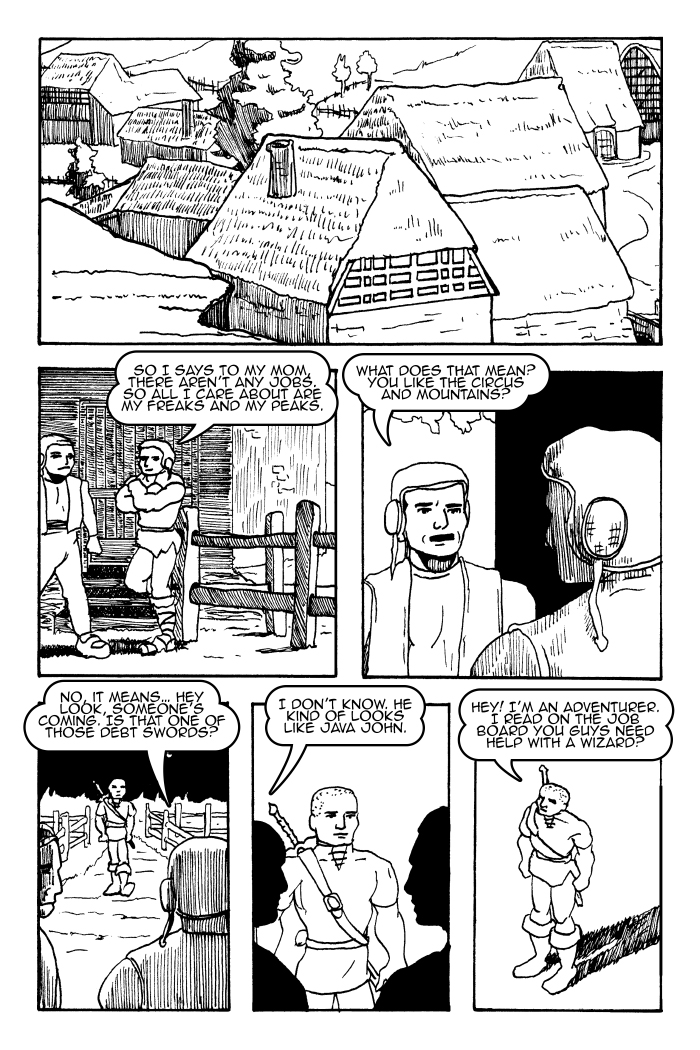 SO I SAYS TO MY MOM,
THERE AREN'T ANY JOBS.
SO ALL I CARE ABOUT ARE
MY FREAKS AND MY PEAKS.
WHAT DOES THAT MEAN?
YOU LIKE THE CIRCUS
AND MOUNTAINS?
NO, IT MEANS... HEY
LOOK, SOMEONE'S
COMING. IS THAT ONE OF
THOSE DEBT SWORDS?
I DON'T KNOW. HE
KIND OF LOOKS
LIKE JAVA JOHN.
HEY! I'M AN ADVENTURER.
I READ ON THE JOB
BOARD YOU GUYS NEED
HELP WITH A WIZARD?